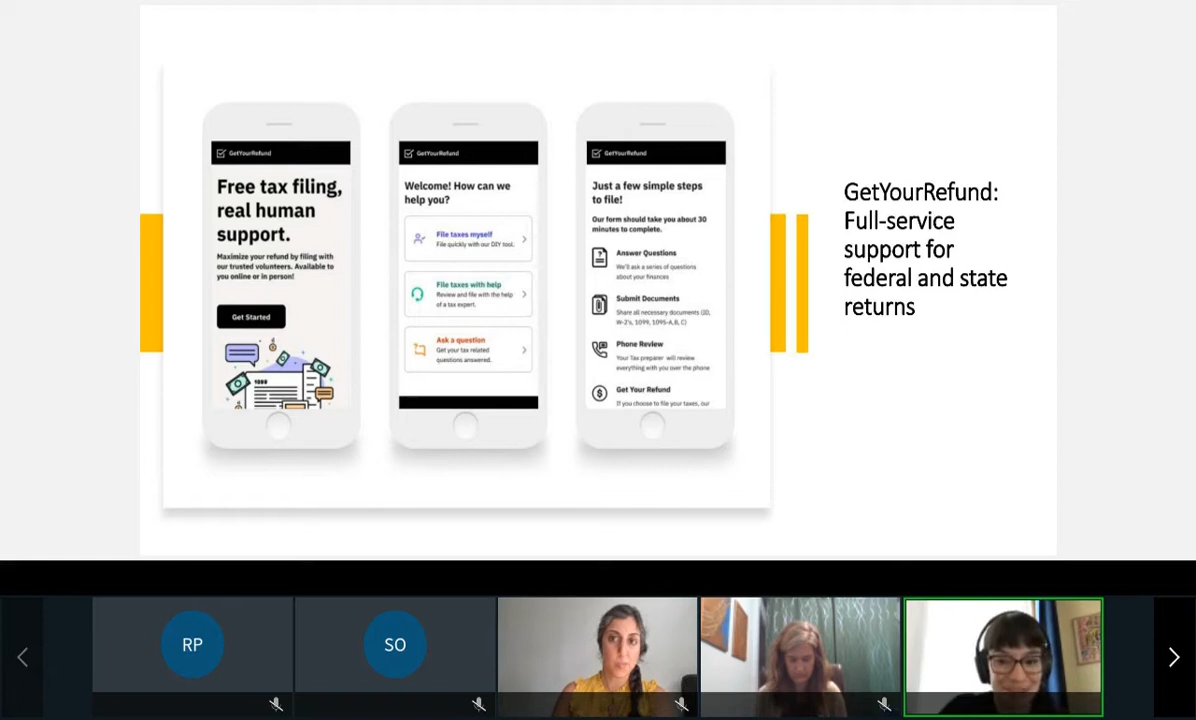 GetYourRefund
Free tax filing,
real human
support.
Maximize your refund by filing with
our trusted volunteers. Available to
you online or in person!
Get Started
1099
GetYourRefund
Welcome! How can we
help you?
File taxes myself
File quickly with our DIY tool.
File taxes with help
Review and file with the help
of a tax expert.
Ask a question
Get your tax related
questions answered.
GetYourRefund
Just a few simple steps
to file!
Our form should take you about 30
minutes to complete.
Answer Questions
We'll ask a series of questions
about your finances
Submit Documents
Share all necessary documents (ID,
W-2's, 1099, 1095-A,B, C)
Phone Review
Your Tax preparer will review
everything with you over the phone
Get Your Refund
If you choose to file your taxes, our
GetYourRefund:
Full-service
support for
federal and state
returns
RP
SO